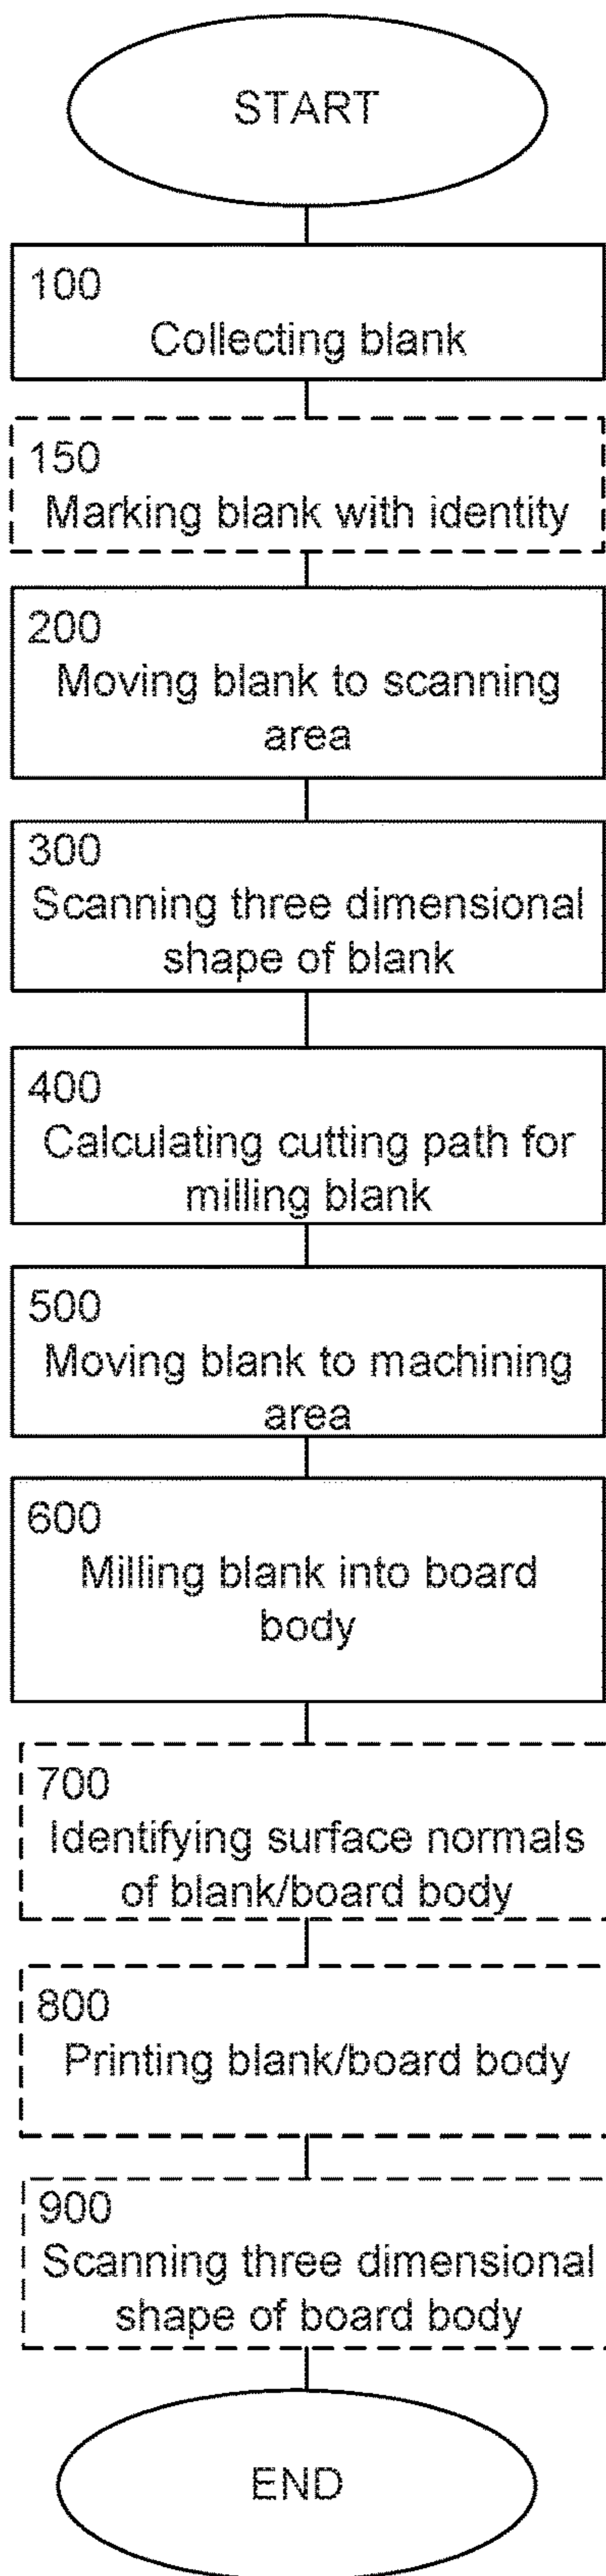 START
100
Collecting blank
150
Marking blank with identity
200
Moving blank to scanning
area
300
Scanning three dimensional
shape of blank
400
Calculating cutting path for
milling blank
500
Moving blank to machining
area
600
Milling blank into board
body
700
Identifying surface normals
of blank/board body
800
Printing blank/board body
900
Scanning three dimensional
shape of board body
END